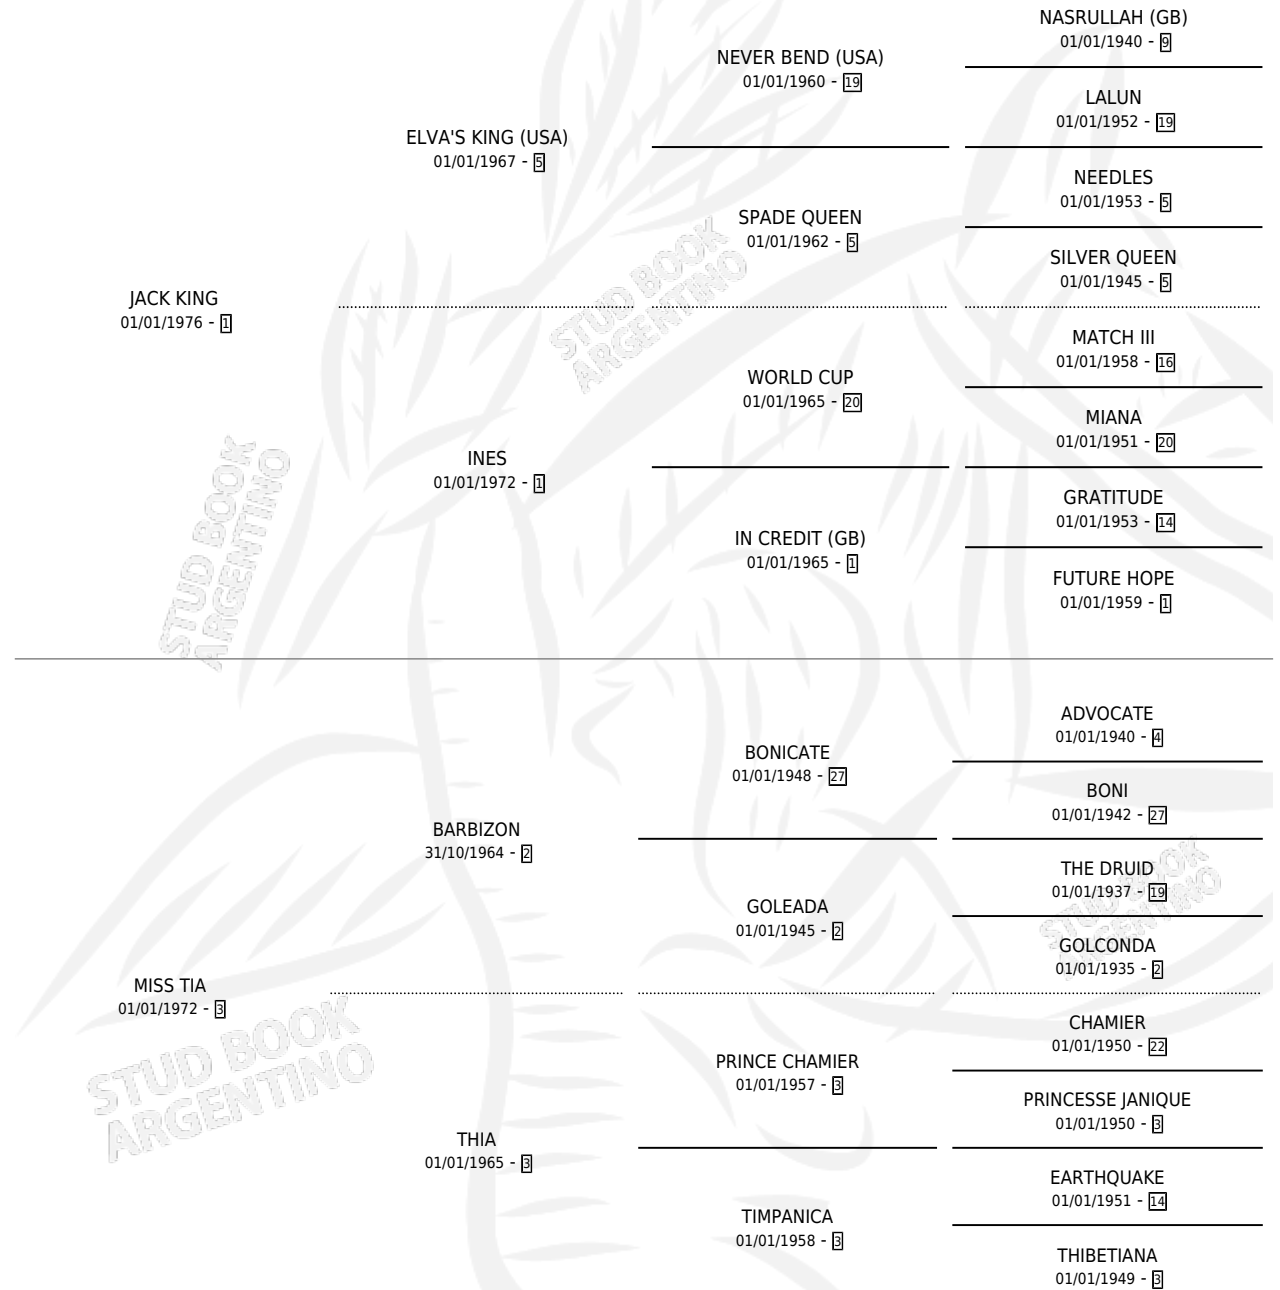 NASRULLAH (GB)
01/01/1940 - 9
NEVER BEND (USA)
01/01/1960 - 19
LALUN
01/01/1952 - 19
ELVA'S KING (USA)
01/01/1967 - 5
NEEDLES
01/01/1953 - 5
SPADE QUEEN
01/01/1962 - 5
SILVER QUEEN
01/01/1945 - 5
JACK KING
01/01/1976 - 1
STUD BOOK
ARGENTINO
MATCH III
01/01/1958 - 16
WORLD CUP
01/01/1965 - 20
MIANA
01/01/1951 - 20
INES
01/01/1972 - 1
GRATITUDE
01/01/1953 - 14
IN CREDIT (GB)
01/01/1965 - 1
FUTURE HOPE
01/01/1959 - 1
STUD BOOK
ARGENTINO
ADVOCATE
01/01/1940 - 4
BONICATE
01/01/1948 - 27
BONI
01/01/1942 - 27
BARBIZON
31/10/1964 - 2
THE DRUID
01/01/1937 - 19
GOLEADA
01/01/1945 - 2
STUD BOOK
ARGENTINO
GOLCONDA
01/01/1935 - 2
MISS TIA
01/01/1972 - 3
STUD BOOK
ARGENTINO
CHAMIER
01/01/1950 - 22
PRINCE CHAMIER
01/01/1957 - 3
PRINCESSE JANIQUE
01/01/1950 - 3
THIA
01/01/1965 - 3
EARTHQUAKE
01/01/1951 - 14
TIMPANICA
01/01/1958 - 3
THIBETIANA
01/01/1949 - 3